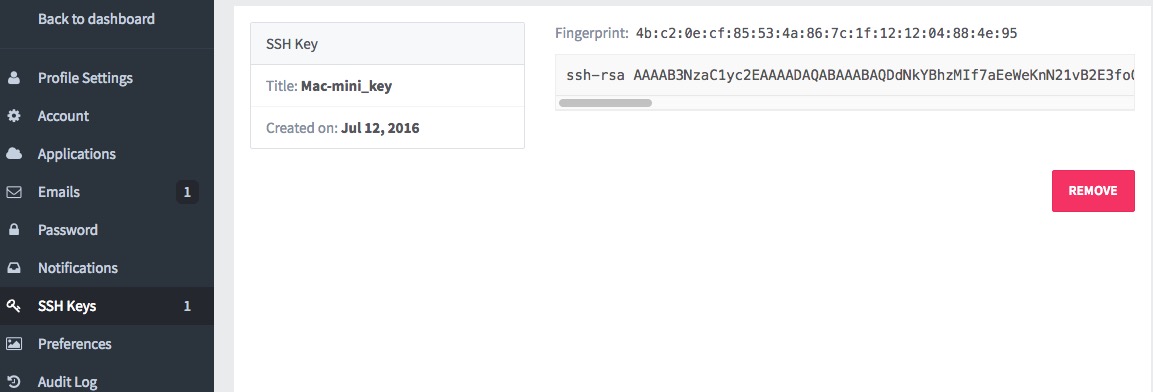 Back to dashboard
Profile Settings
Account
Applications
Emails 1
Password
Notifications
SSH Keys 1
Preferences
Audit Log
SSH Key
Title: Mac-mini_key
Created on: Jul 12, 2016
Fingerprint: 4b:c2:0e:cf:85:53:4a:86:7c:1f:12:12:04:88:4e:95
ssh-rsa AAAAB3NzaC1yc2EAAAADAQABAAABAQDdNkYBhzMIf7aEeWeKnN21vB2E3foQ
REMOVE